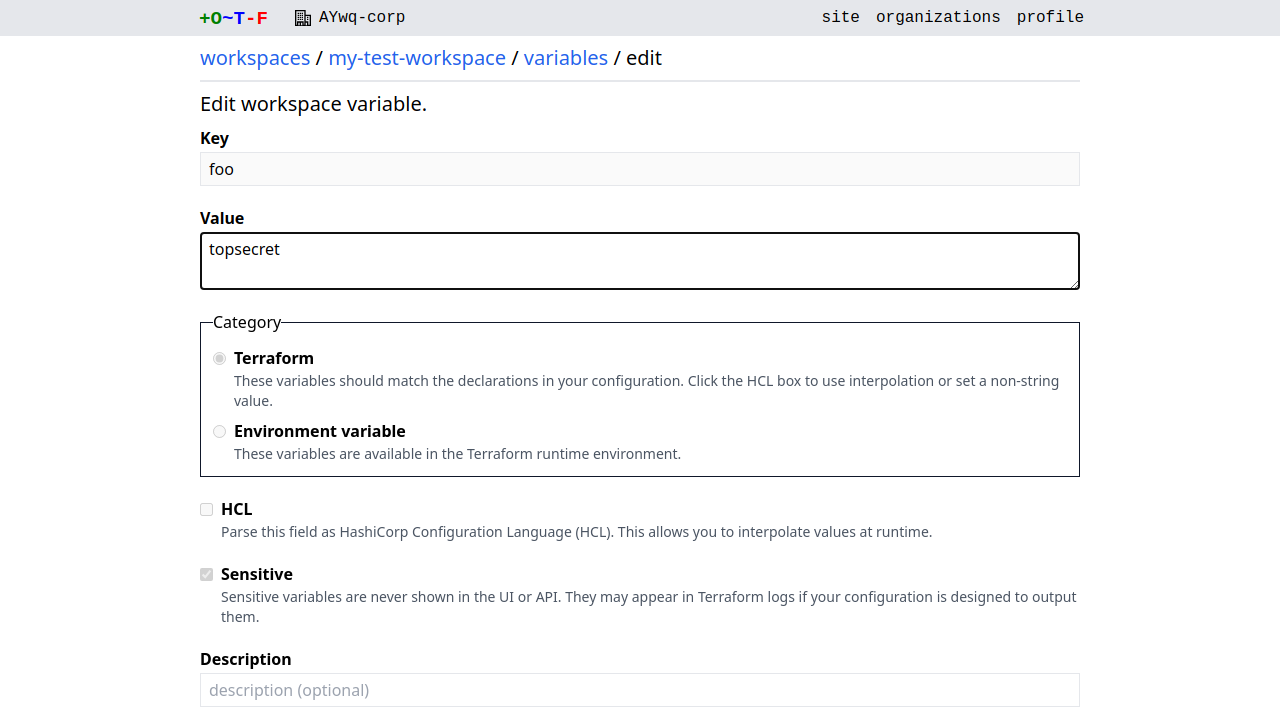 +O~T-F AYwq-corp site organizations profile
workspaces / my-test-workspace / variables / edit
Edit workspace variable.
Key
foo
Value
topsecret
Category
Terraform
These variables should match the declarations in your configuration. Click the HCL box to use interpolation or set a non-string
value.
Environment variable
These variables are available in the Terraform runtime environment.
HCL
Parse this field as HashiCorp Configuration Language (HCL). This allows you to interpolate values at runtime.
Sensitive
Sensitive variables are never shown in the UI or API. They may appear in Terraform logs if your configuration is designed to output
them.
Description
description (optional)